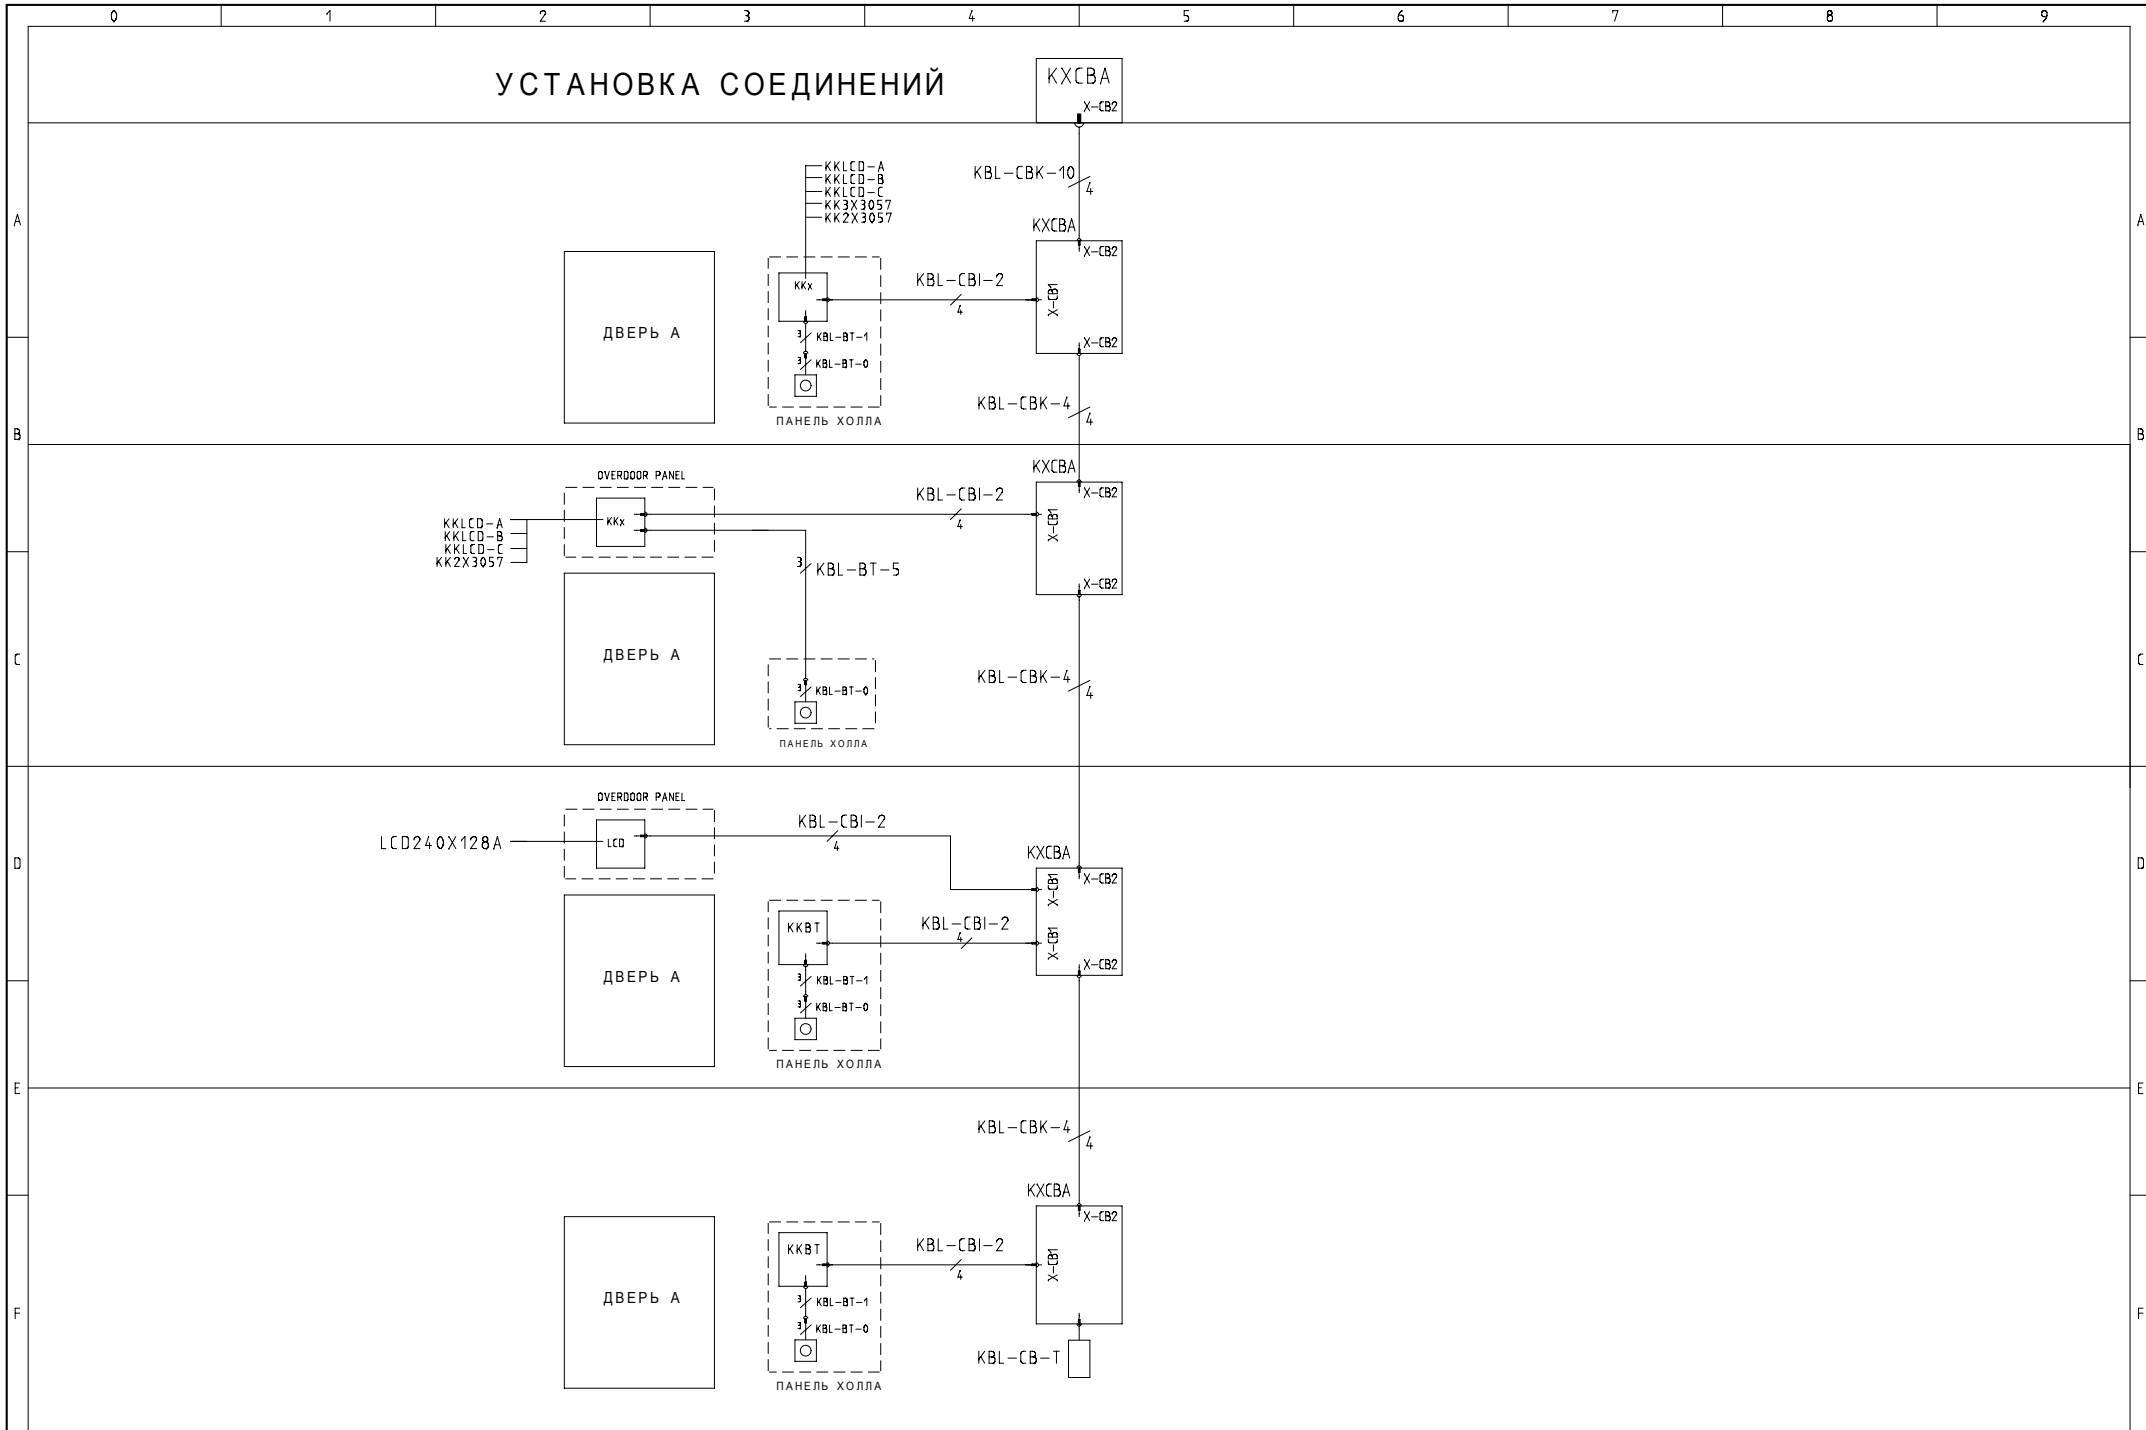 0 1 2 3 4 5 6 7 8 9
УСТАНОВКА СОЕДИНЕНИЙ
KXCBA
X-CB2
KBL-CBK-10
4
KKLCD-A
KKLCD-B
KKLCD-C
KK3X3057
KK2X3057
A
A
KXCBA
X-CB2
KKx
KBL-CBI-2
4
X-CB1
ДВЕРЬ А
3 KBL-BT-1
X-CB2
3 KBL-BT-0
KBL-CBK-4
4
ПАНЕЛЬ ХОЛЛА
B
B
KXCBA
OVERDOOR PANEL
X-CB2
KBL-CBI-2
4
KKx
X-CB1
KKLCD-A
KKLCD-B
KKLCD-C
KK2X3057
3 KBL-BT-5
X-CB2
ДВЕРЬ А
C
C
KBL-CBK-4
4
3 KBL-BT-0
ПАНЕЛЬ ХОЛЛА
OVERDOOR PANEL
KBL-CBI-2
4
LCD240X128A
LCD
KXCBA
D
D
X-CB2
X-CB1
KKBT
KBL-CBI-2
4
X-CB1
X-CB2
ДВЕРЬ А
3 KBL-BT-1
3 KBL-BT-0
ПАНЕЛЬ ХОЛЛА
E
E
KBL-CBK-4
4
KXCBA
X-CB2
KKBT
KBL-CBI-2
4
X-CB1
ДВЕРЬ А
3 KBL-BT-1
F
F
3 KBL-BT-0
KBL-CB-T
ПАНЕЛЬ ХОЛЛА